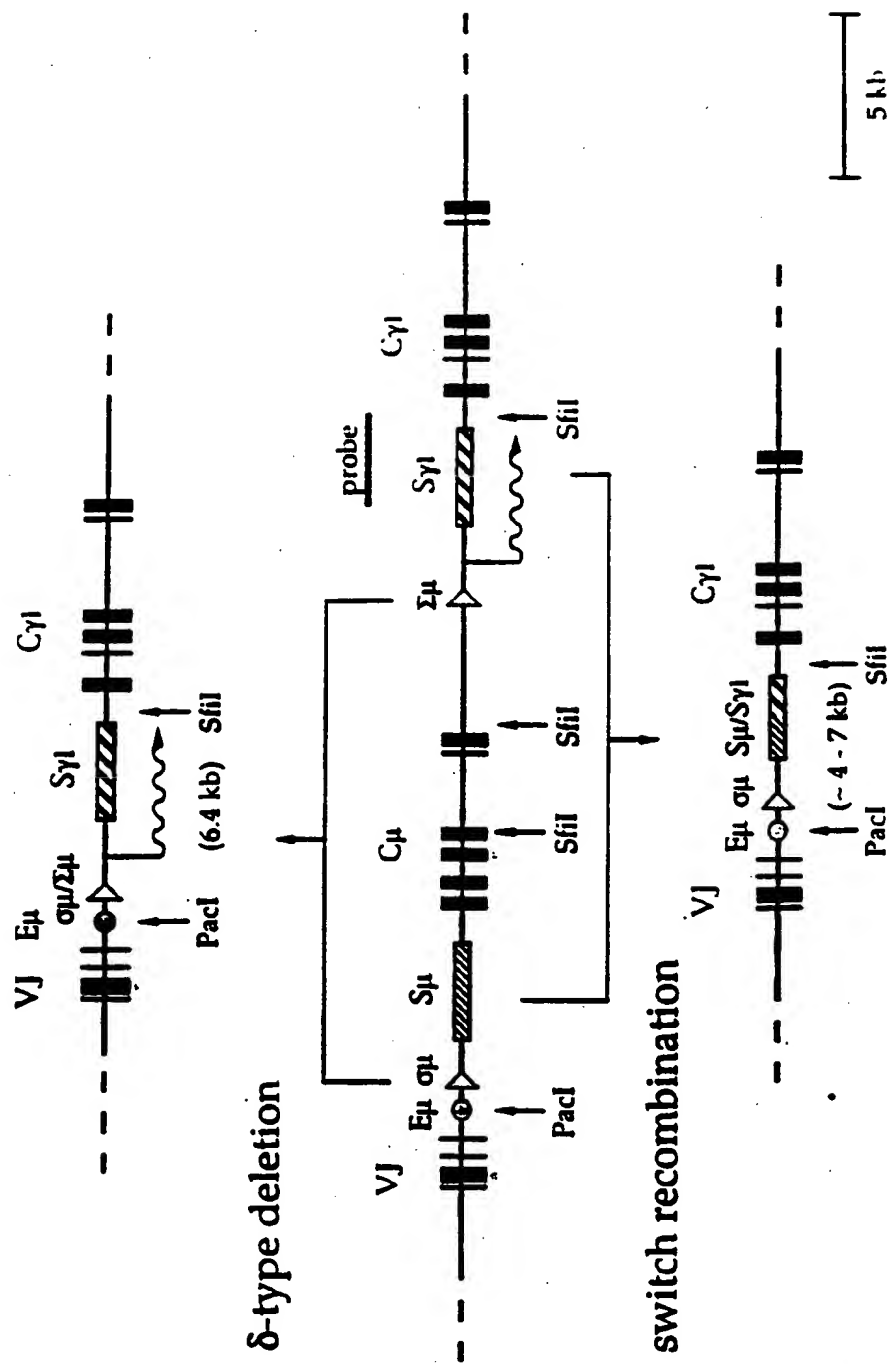 VJ Eμ σμ/Σμ Sγ1 Cγ1
PacI (6.4 kb) SfiI
δ-type deletion
VJ Eμ σμ Sμ Cμ Σμ Sγ1 probe Cγ1
PacI SfiI SfiI SfiI
switch recombination
VJ Eμ σμ Sμ/Sγ1 Cγ1
PacI (~ 4 - 7 kb) SfiI
5 kb